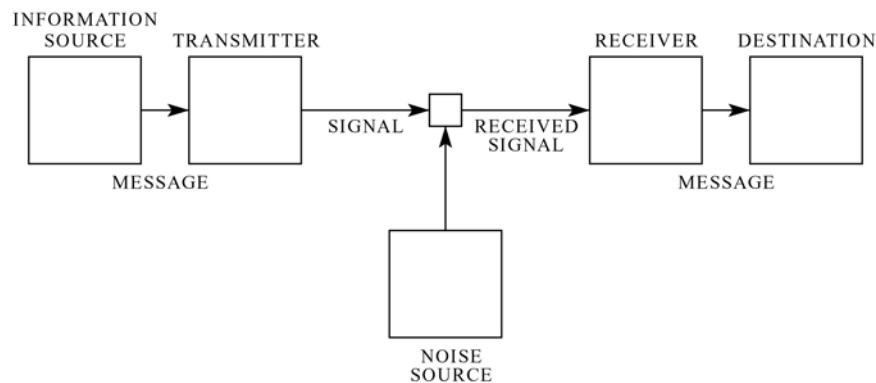 INFORMATION
SOURCE
TRANSMITTER
RECEIVER
DESTINATION
SIGNAL
RECEIVED
SIGNAL
MESSAGE
MESSAGE
NOISE
SOURCE